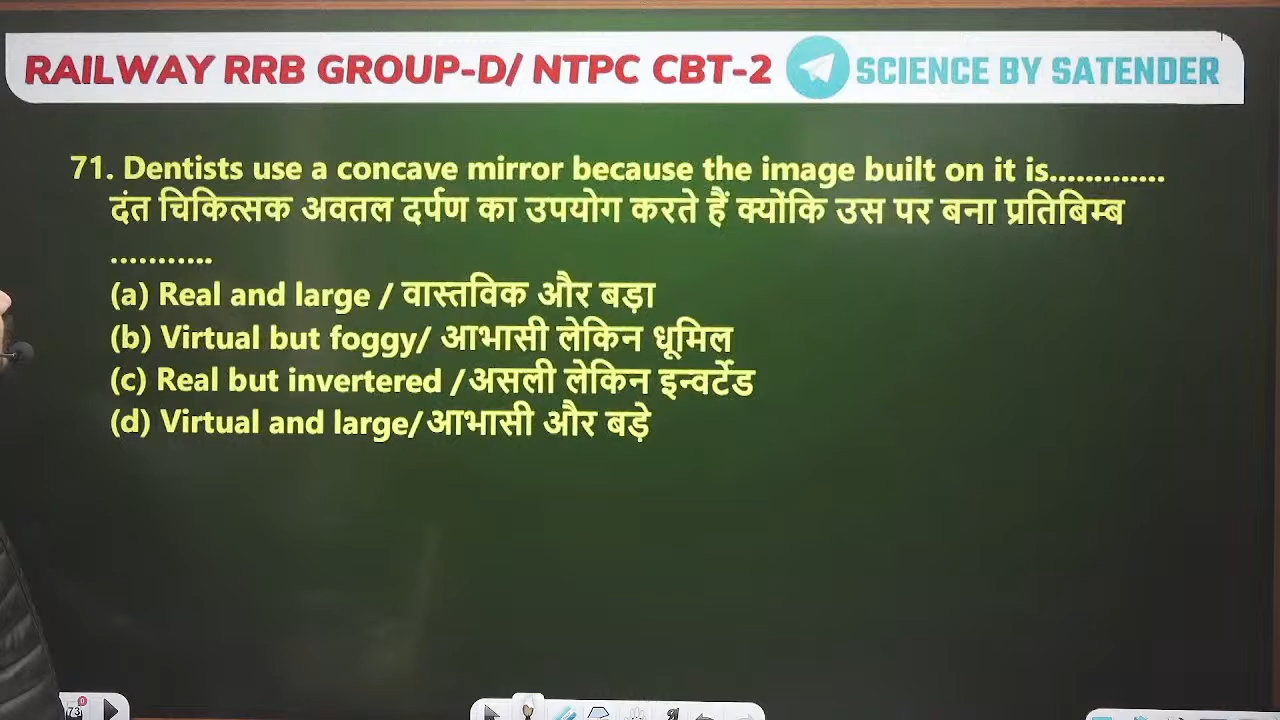 RAILWAY RRB GROUP-D/ NTPC CBT-2 SCIENCE BY SATENDER
71. Dentists use a concave mirror because the image built on it is.............
दंत चिकित्सक अवतल दर्पण का उपयोग करते हैं क्योंकि उस पर बना प्रतिबिम्ब
...........
(a) Real and large / वास्तविक और बड़ा
(b) Virtual but foggy/ आभासी लेकिन धूमिल
(c) Real but invertered /असली लेकिन इन्वर्टेड
(d) Virtual and large/आभासी और बड़े
73